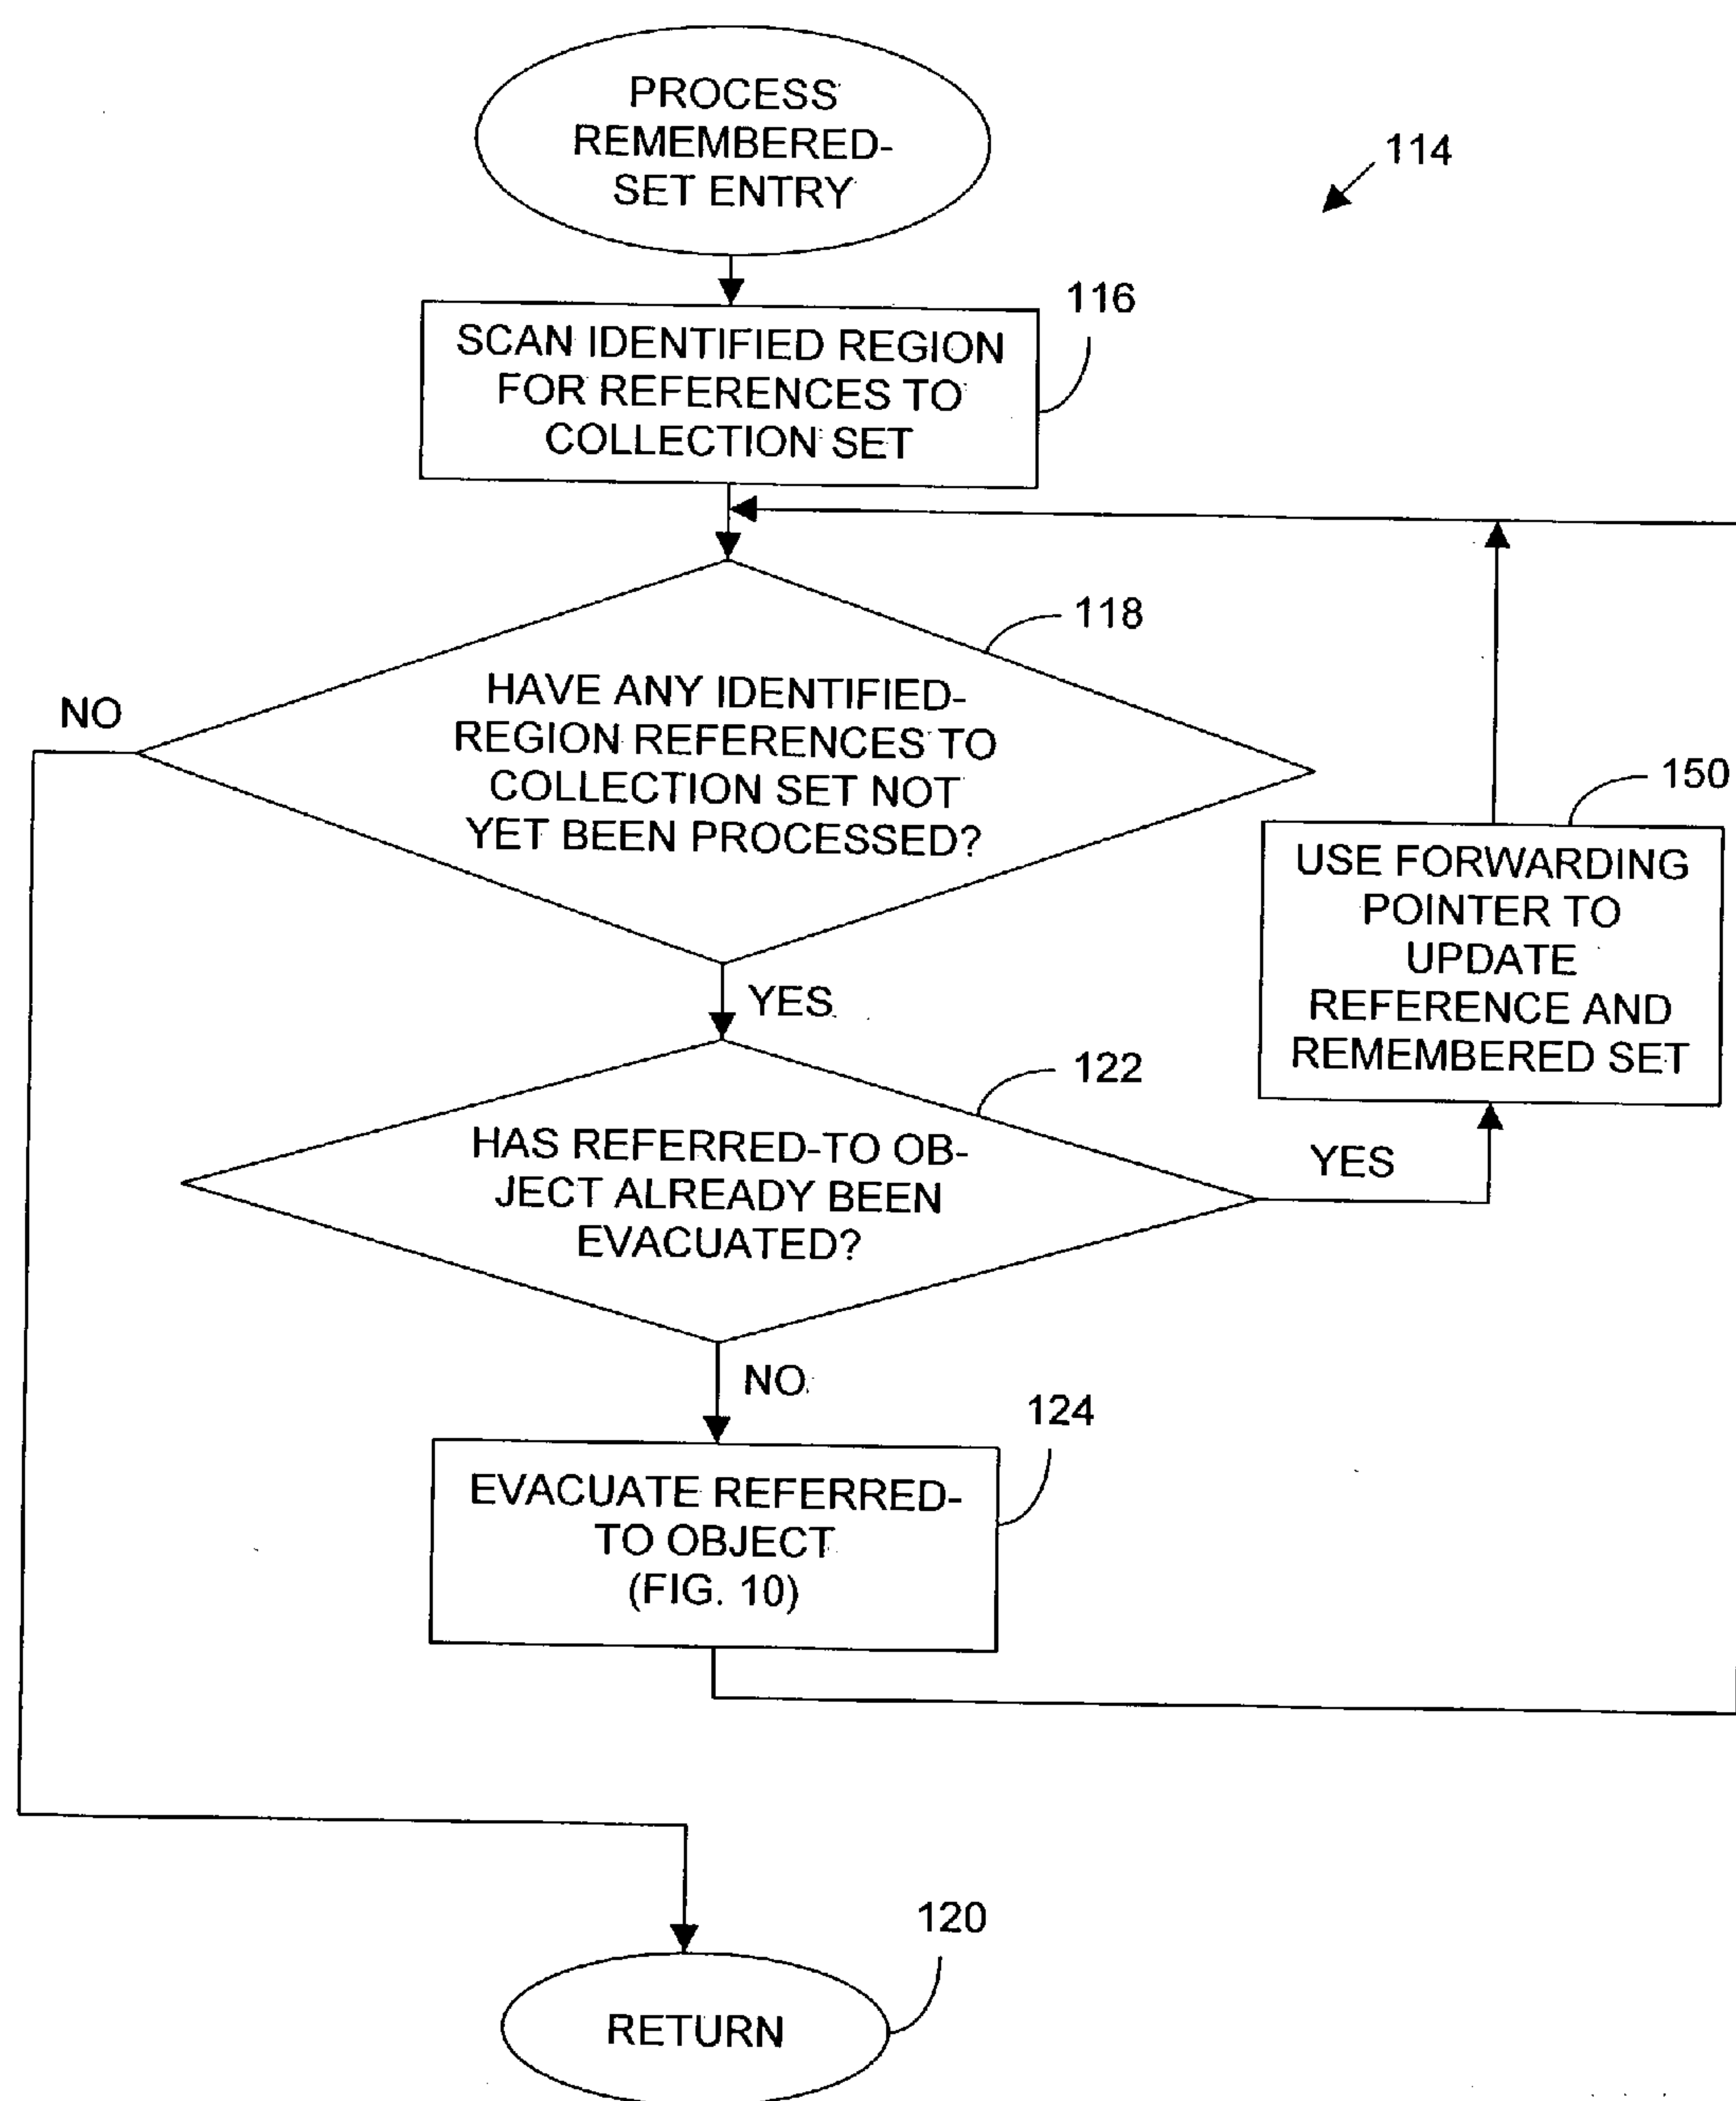 PROCESS
REMEMBERED-
SET ENTRY
114
116
SCAN IDENTIFIED REGION
FOR REFERENCES TO
COLLECTION SET
118
NO
HAVE ANY IDENTIFIED-
REGION REFERENCES TO
COLLECTION SET NOT
YET BEEN PROCESSED?
150
USE FORWARDING
POINTER TO
UPDATE
REFERENCE AND
REMEMBERED SET
YES
122
HAS REFERRED-TO OB-
JECT ALREADY BEEN
EVACUATED?
YES
NO
124
EVACUATE REFERRED-
TO OBJECT
(FIG. 10)
120
RETURN